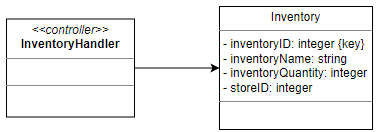 <<controller>>
InventoryHandler
Inventory
- inventoryID: integer {key}
- inventoryName: string
- inventoryQuantity: integer
- storeID: integer